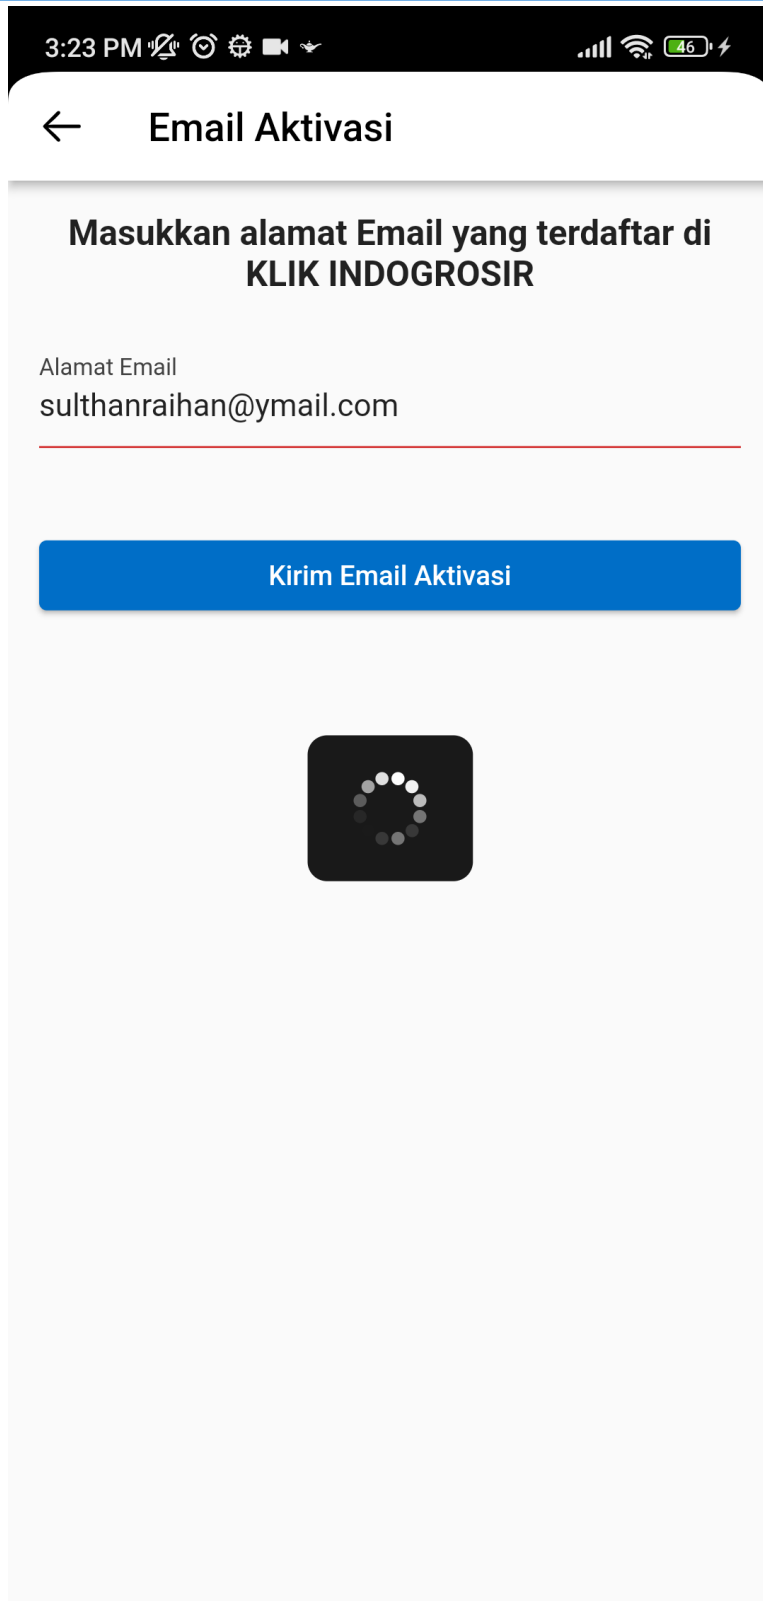 3:23 PM
46
Email Aktivasi
Masukkan alamat Email yang terdaftar di
KLIK INDOGROSIR
Alamat Email
sulthanraihan@ymail.com
Kirim Email Aktivasi